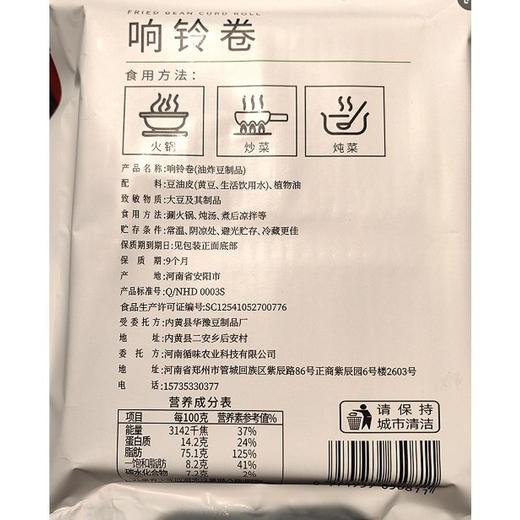 FRIED BEAN CURD ROLL
响铃卷
食用方法：
火锅 炒菜 炖菜
产品名称:响铃卷(油炸豆制品)
配料:豆油皮(黄豆、生活饮用水)、植物油
致敏物质:大豆及其制品
食用方法:涮火锅、炖汤、煮后凉拌等
贮存条件:常温、阴凉处、避光贮存、冷藏更佳
保质期到期日:见包装正面底部
保质期:9个月
产地:河南省安阳市
产品标准号:Q/NHD 0003S
食品生产许可证编号:SC12541052700776
受委托方:内黄县华豫豆制品厂
地址:内黄县二安乡后安村
委托方:河南循味农业科技有限公司
地址:河南省郑州市管城回族区紫辰路86号正商紫辰园6号楼2603号
电话:15735330377
营养成分表
项目 每100克 营养素参考值%
能量 3142千焦 37%
蛋白质 14.2克 24%
脂肪 75.1克 125%
—饱和脂肪 8.2克 41%
碳水化合物 7.2克 2%
请保持
城市清洁